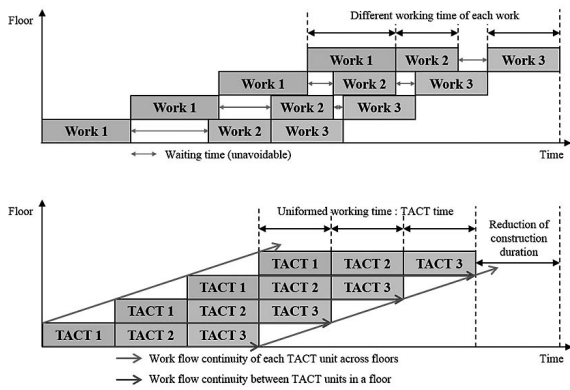 Floor
Different working time of each work
Work 1 Work 2 Work 3
Work 1 Work 2 Work 3
Work 1 Work 2 Work 3
Work 1 Work 2 Work 3
Waiting time (unavoidable)
Time
Floor
Uniformed working time : TACT time
Reduction of
construction
duration
TACT 1 TACT 2 TACT 3
TACT 1 TACT 2 TACT 3
TACT 1 TACT 2 TACT 3
TACT 1 TACT 2 TACT 3
Time
Work flow continuity of each TACT unit across floors
Work flow continuity between TACT units in a floor